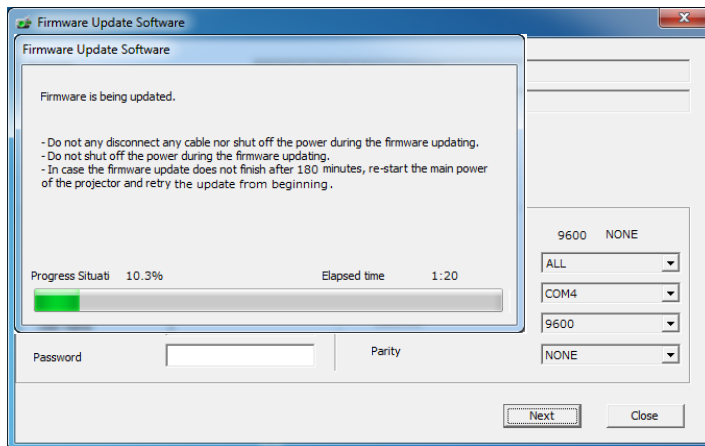 Firmware Update Software
Firmware Update Software
Firmware is being updated.
- Do not any disconnect any cable nor shut off the power during the firmware updating.
- Do not shut off the power during the firmware updating.
- In case the firmware update does not finish after 180 minutes, re-start the main power
of the projector and retry the update from beginning.
9600 NONE
ALL
Progress Situati 10.3% Elapsed time 1:20
COM4
9600
Password Parity NONE
Next Close